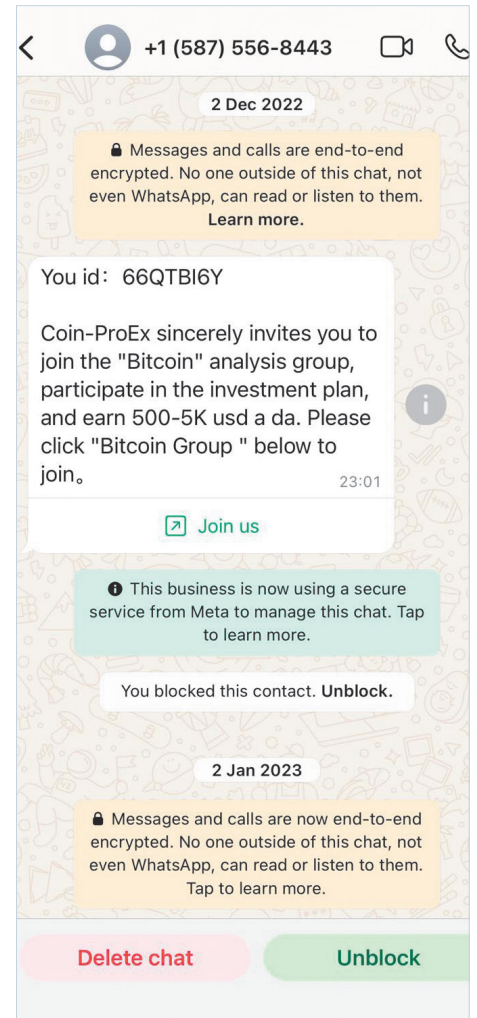 +1 (587) 556-8443
2 Dec 2022
Messages and calls are end-to-end
encrypted. No one outside of this chat, not
even WhatsApp, can read or listen to them.
Learn more.
You id：66QTBI6Y
Coin-ProEx sincerely invites you to
join the "Bitcoin" analysis group,
participate in the investment plan,
and earn 500-5K usd a da. Please
click "Bitcoin Group " below to
join。
23:01
Join us
This business is now using a secure
service from Meta to manage this chat. Tap
to learn more.
You blocked this contact. Unblock.
2 Jan 2023
Messages and calls are now end-to-end
encrypted. No one outside of this chat, not
even WhatsApp, can read or listen to them.
Tap to learn more.
Delete chat
Unblock